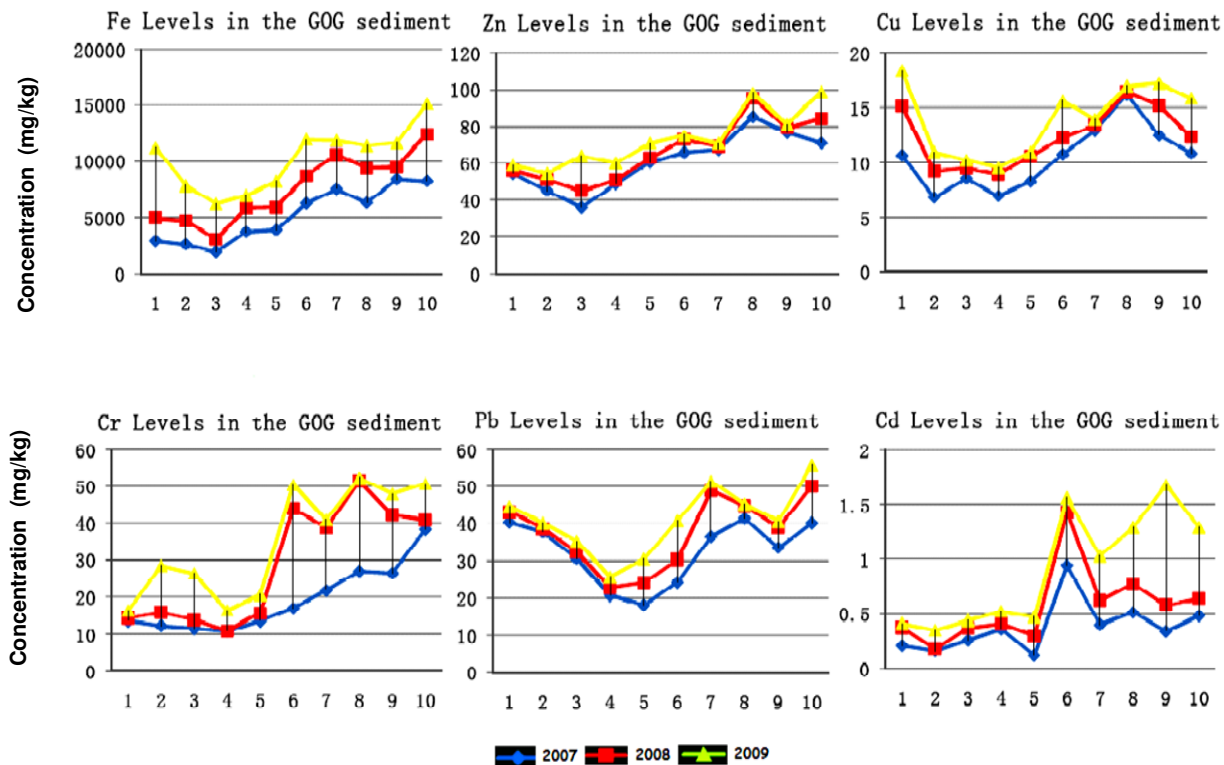 Fe Levels in the GOG sediment
Zn Levels in the GOG sediment
Cu Levels in the GOG sediment
Concentration (mg/kg)
20000
15000
10000
5000
0
1 2 3 4 5 6 7 8 9 10
120
100
80
60
40
20
0
1 2 3 4 5 6 7 8 9 10
20
15
10
5
0
1 2 3 4 5 6 7 8 9 10
Cr Levels in the GOG sediment
Pb Levels in the GOG sediment
Cd Levels in the GOG sediment
Concentration (mg/kg)
60
50
40
30
20
10
0
1 2 3 4 5 6 7 8 9 10
60
50
40
30
20
10
0
1 2 3 4 5 6 7 8 9 10
2
1.5
1
0.5
0
1 2 3 4 5 6 7 8 9 10
2007 2008 2009